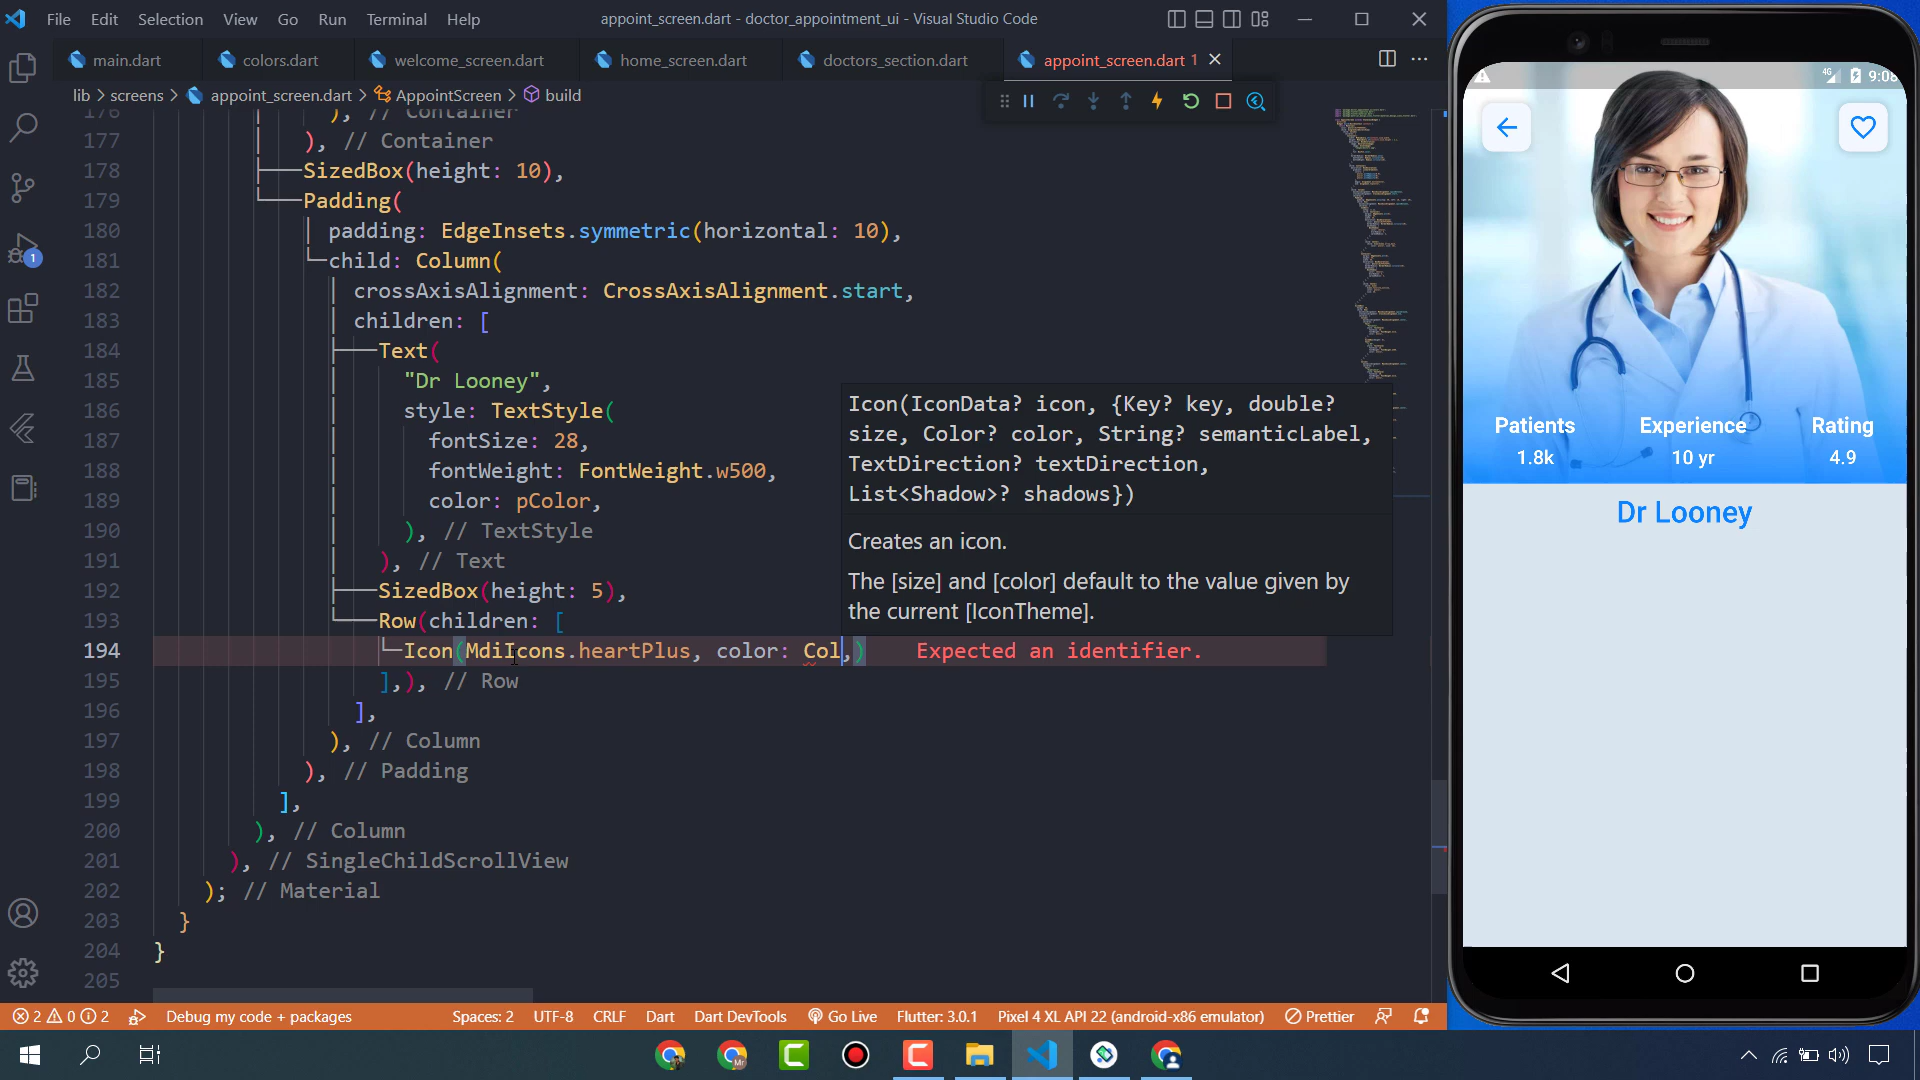 File Edit Selection View Go Run Terminal Help
appoint_screen.dart - doctor_appointment_ui - Visual Studio Code
main.dart
colors.dart
welcome_screen.dart
home_screen.dart
doctors_section.dart
appoint_screen.dart 1
lib > screens > appoint_screen.dart > AppointScreen > build
176 ), // Container
177 ), // Container
178 SizedBox(height: 10),
179 Padding(
180 padding: EdgeInsets.symmetric(horizontal: 10),
181 child: Column(
182 crossAxisAlignment: CrossAxisAlignment.start,
183 children: [
184 Text(
185 "Dr Looney",
186 style: TextStyle(
187 fontSize: 28,
188 fontWeight: FontWeight.w500,
189 color: pColor,
190 ), // TextStyle
191 ), // Text
192 SizedBox(height: 5),
193 Row(children: [
194 Icon(MdiIcons.heartPlus, color: Col,) Expected an identifier.
195 ],), // Row
196 ],
197 ), // Column
198 ), // Padding
199 ],
200 ), // Column
201 ), // SingleChildScrollView
202 ); // Material
203 }
204 }
205
Icon(IconData? icon, {Key? key, double?
size, Color? color, String? semanticLabel,
TextDirection? textDirection,
List<Shadow>? shadows})
Creates an icon.
The [size] and [color] default to the value given by
the current [IconTheme].
1
2 0 2 Debug my code + packages
Spaces: 2 UTF-8 CRLF Dart Dart DevTools Go Live Flutter: 3.0.1 Pixel 4 XL API 22 (android-x86 emulator) Prettier
4G 9:08
Patients Experience Rating
1.8k 10 yr 4.9
Dr Looney